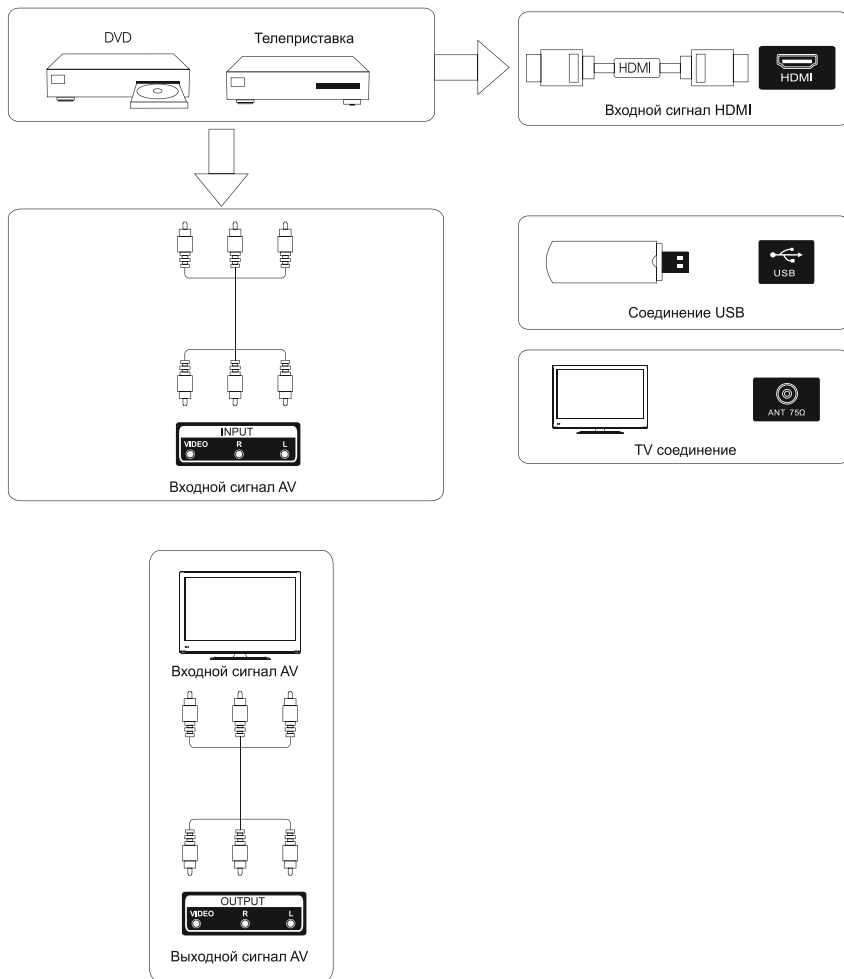 DVD
Телеприставка
HDMI
HDMI
Входной сигнал HDMI
INPUT
VIDEO R L
Входной сигнал AV
USB
Соединение USB
ANT 75Ω
TV соединение
Входной сигнал AV
OUTPUT
VIDEO R L
Выходной сигнал AV